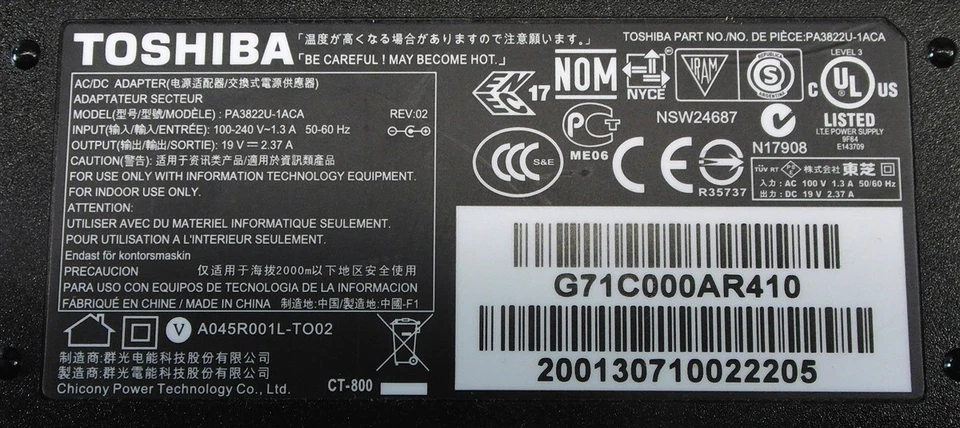 TOSHIBA
「温度が高くなる場合がありますので注意願います。」
「BE CAREFUL ! MAY BECOME HOT.」
TOSHIBA PART NO./NO. DE PIÈCE:PA3822U-1ACA
AC/DC ADAPTER(电源适配器/交換式電源供應器)
ADAPTATEUR SECTEUR
MODEL(型号/型號/MODÈLE) : PA3822U-1ACA REV:02
INPUT(输入/輸入/ENTRÉE): 100-240 V~1.3 A 50-60 Hz
OUTPUT(输出/輸出/SORTIE): 19 V ⎓ 2.37 A
CAUTION(警告): 适用于资讯类产品/適用於資訊類產品
FOR USE ONLY WITH INFORMATION TECHNOLOGY EQUIPMENT.
FOR INDOOR USE ONLY.
ATTENTION:
UTILISER AVEC DU MATERIEL INFORMATIQUE SEULEMENT.
POUR UTILISATION A L'INTERIEUR SEULEMENT.
Endast för kontorsmaskin
PRECAUCION 仅适用于海拔2000m以下地区安全使用
PARA USO CON EQUIPOS DE TECNOLOGIA DE LA INFORMACION
FABRIQUÉ EN CHINE / MADE IN CHINA 制造地:中国/製造地:中國-F1
V A045R001L-TO02
制造商:群光电能科技股份有限公司
製造商:群光電能科技股份有限公司
Chicony Power Technology Co., Ltd.
CT-800
17
NOM
NYCE
IRAM
REPUBLICA
S
ARGENTINA
LEVEL 3
C UL US
LISTED
I.T.E POWER SUPPLY
9F64
E143709
NSW24687
N17908
ME06
CCC S&E
CE
R35737
TÜV RT 株式会社 東芝
入力 : AC 100 V 1.3 A 50/60 Hz
出力 : DC 19 V 2.37 A
G71C000AR410
200130710022205